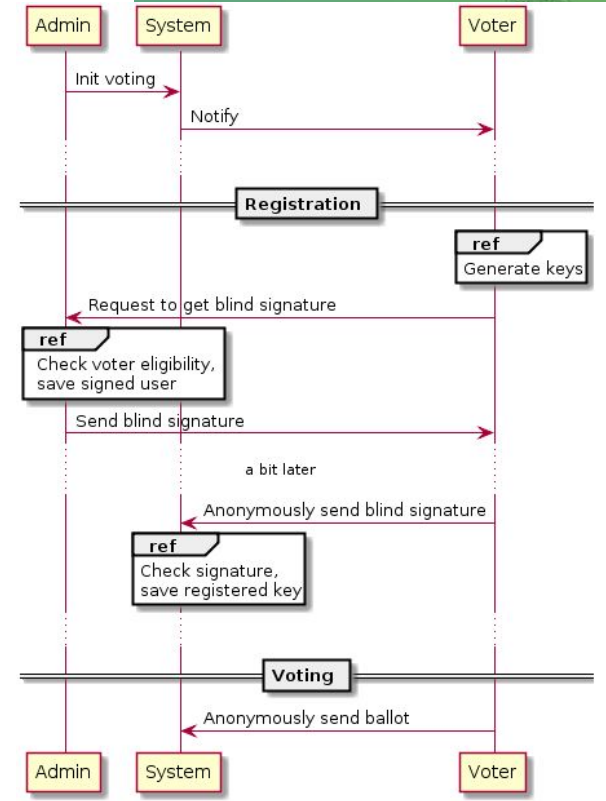 Admin
System
Voter
Init voting
Notify
Registration
ref
Generate keys
Request to get blind signature
ref
Check voter eligibility,
save signed user
Send blind signature
a bit later
Anonymously send blind signature
ref
Check signature,
save registered key
Voting
Anonymously send ballot
Admin
System
Voter